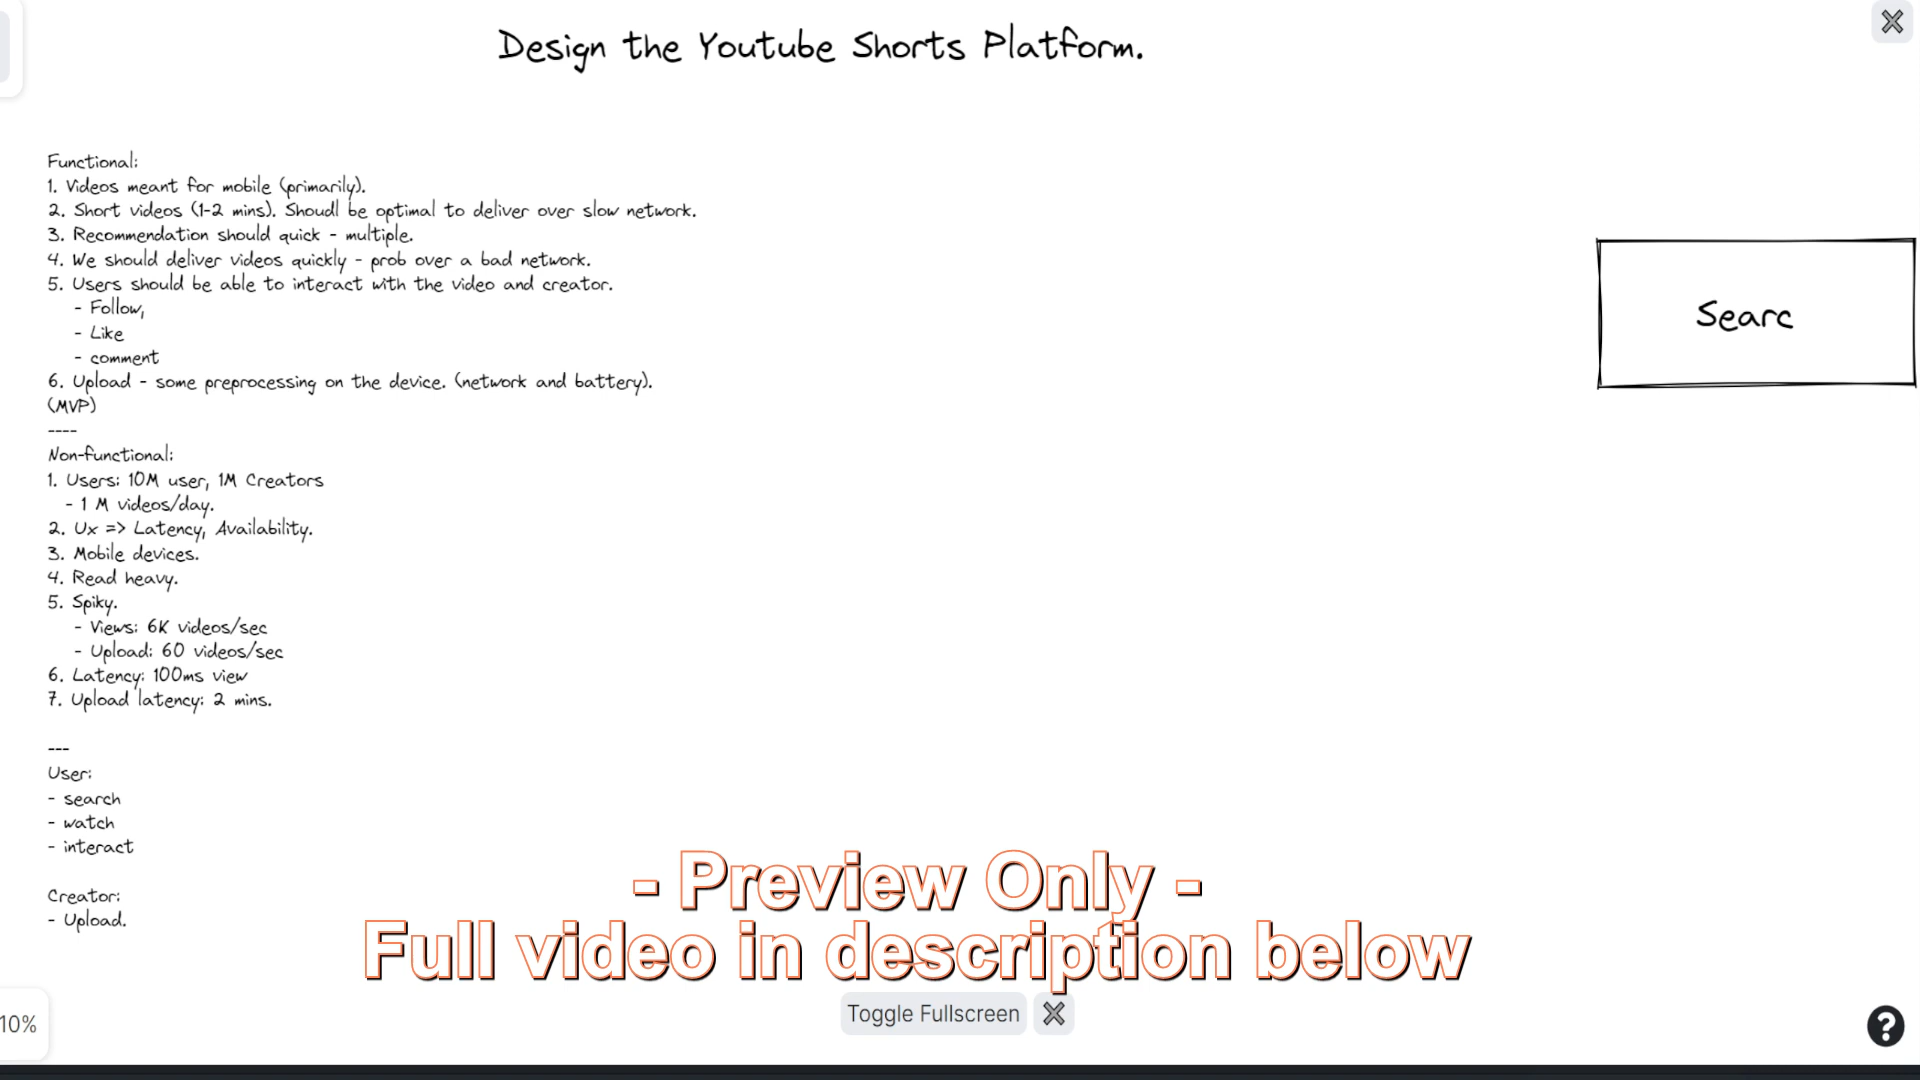 Design the Youtube Shorts Platform.
Functional:
1. Videos meant for mobile (primarily).
2. Short videos (1-2 mins). Shoudl be optimal to deliver over slow network.
3. Recommendation should quick - multiple.
4. We should deliver videos quickly - prob over a bad network.
5. Users should be able to interact with the video and creator.
- Follow,
- Like
- comment
6. Upload - some preprocessing on the device. (network and battery).
(MVP)
----
Non-functional:
1. Users: 10M user, 1M Creators
- 1 M videos/day.
2. Ux => Latency, Availability.
3. Mobile devices.
4. Read heavy.
5. Spiky.
- Views: 6K videos/sec
- Upload: 60 videos/sec
6. Latency: 100ms view
7. Upload latency: 2 mins.
---
User:
- search
- watch
- interact
Creator:
- Upload.
Searc
- Preview Only -
Full video in description below
Toggle Fullscreen
10%
?